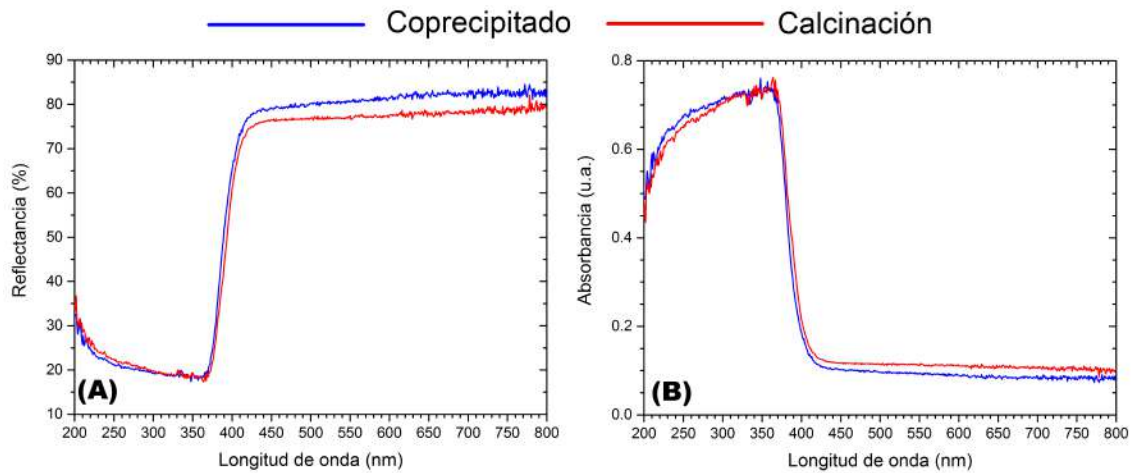 Coprecipitado Calcinación
90
80
70
60
50
40
30
20
10
Reflectancia (%)
(A)
200 250 300 350 400 450 500 550 600 650 700 750 800
Longitud de onda (nm)
0.8
0.6
0.4
0.2
0.0
Absorbancia (u.a.)
(B)
200 250 300 350 400 450 500 550 600 650 700 750 800
Longitud de onda (nm)